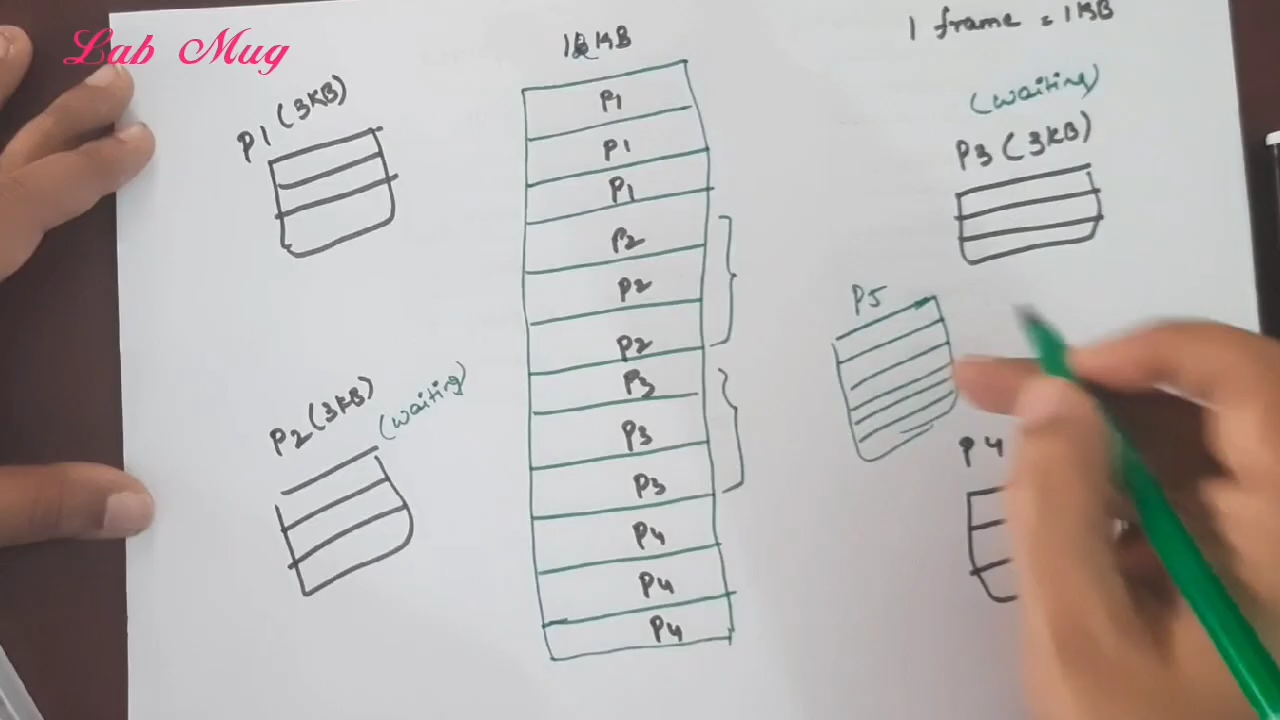 Lab Mug
1 frame = 1KB
P1 (3KB)
KB
P1
P1
P1
P2
P2
P2
P3
P3
P3
P4
P4
P4
P2 (3KB)
(waiting)
(waiting)
P3 (3KB)
P5
P4